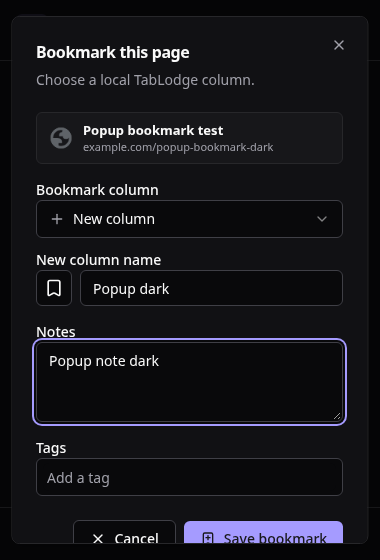 Bookmark this page
Choose a local TabLodge column.
Popup bookmark test
example.com/popup-bookmark-dark
Bookmark column
New column
New column name
Popup dark
Notes
Popup note dark
Tags
Add a tag
Cancel
Save bookmark